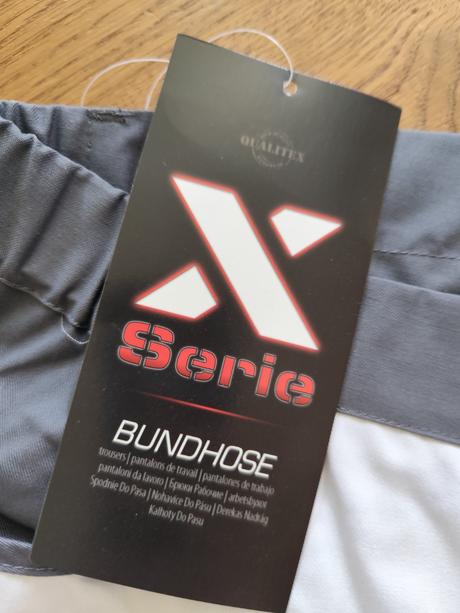 QUALITEX
X
Serie
BUNDHOSE
trousers | pantalons de travail | pantalones de trabajo
pantaloni da lavoro | Брюки Рабочие | arbetsbyxor
Spodnie Do Pasa | Nohavice Do Pásu | Derekas Nadrág
Kalhoty Do Pasu